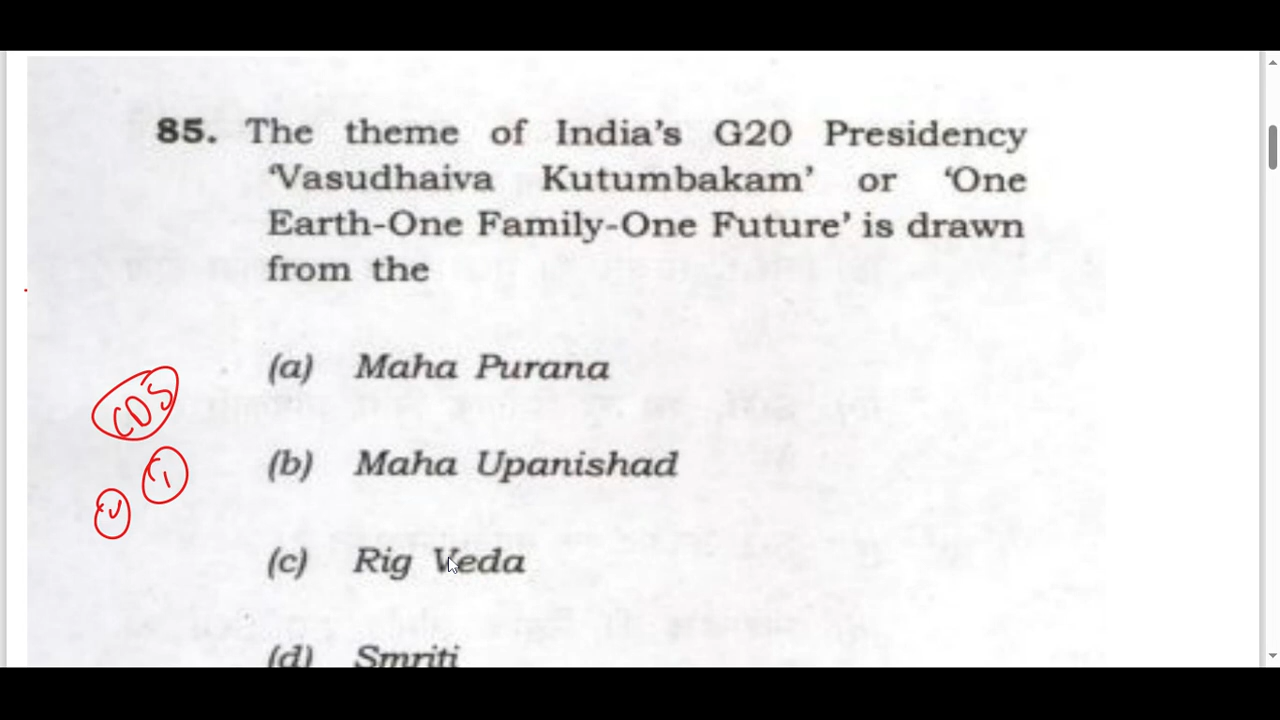 85. The theme of India's G20 Presidency
'Vasudhaiva Kutumbakam' or 'One
Earth-One Family-One Future' is drawn
from the
(a) Maha Purana
CDS
(b) Maha Upanishad
(c) Rig Veda
(d) Smriti